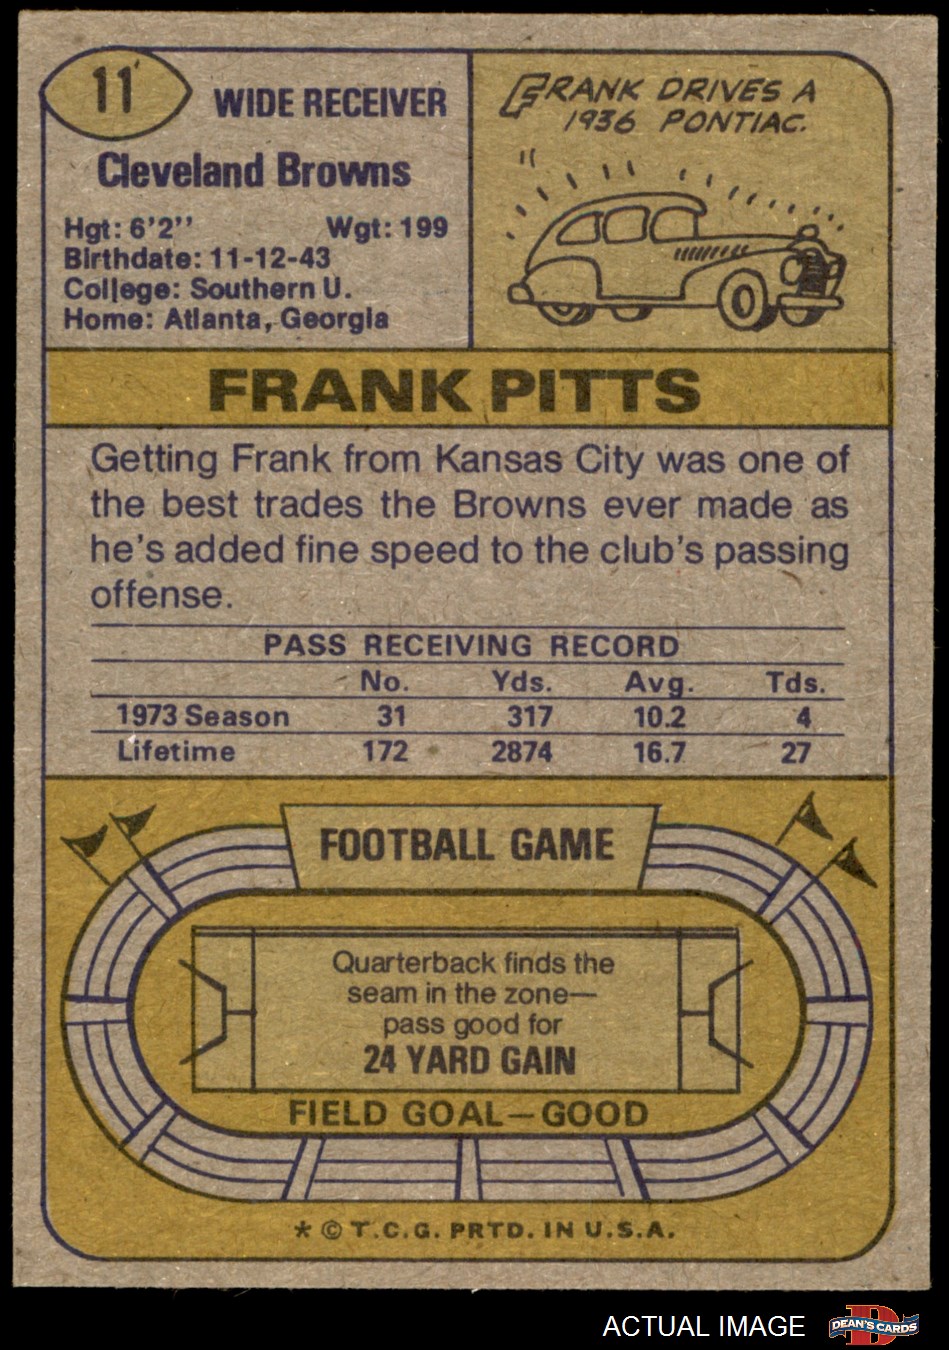 11
WIDE RECEIVER
Cleveland Browns
Hgt: 6'2'' Wgt: 199
Birthdate: 11-12-43
College: Southern U.
Home: Atlanta, Georgia
FRANK DRIVES A
1936 PONTIAC.
FRANK PITTS
Getting Frank from Kansas City was one of
the best trades the Browns ever made as
he's added fine speed to the club's passing
offense.
PASS RECEIVING RECORD
No. Yds. Avg. Tds.
1973 Season 31 317 10.2 4
Lifetime 172 2874 16.7 27
FOOTBALL GAME
Quarterback finds the
seam in the zone—
pass good for
24 YARD GAIN
FIELD GOAL—GOOD
* © T.C.G. PRTD. IN U.S.A.
ACTUAL IMAGE
D
DEAN'S CARDS